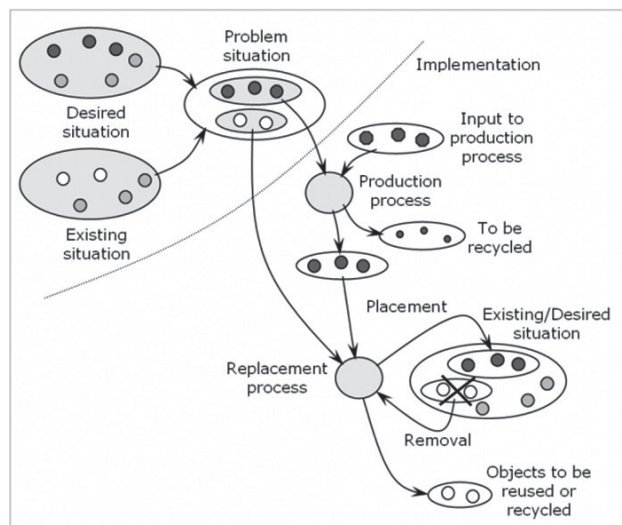 Problem
situation
Implementation
Desired
situation
Input to
production
process
Production
process
Existing
situation
To be
recycled
Placement
Existing/Desired
situation
Replacement
process
Removal
Objects to be
reused or
recycled